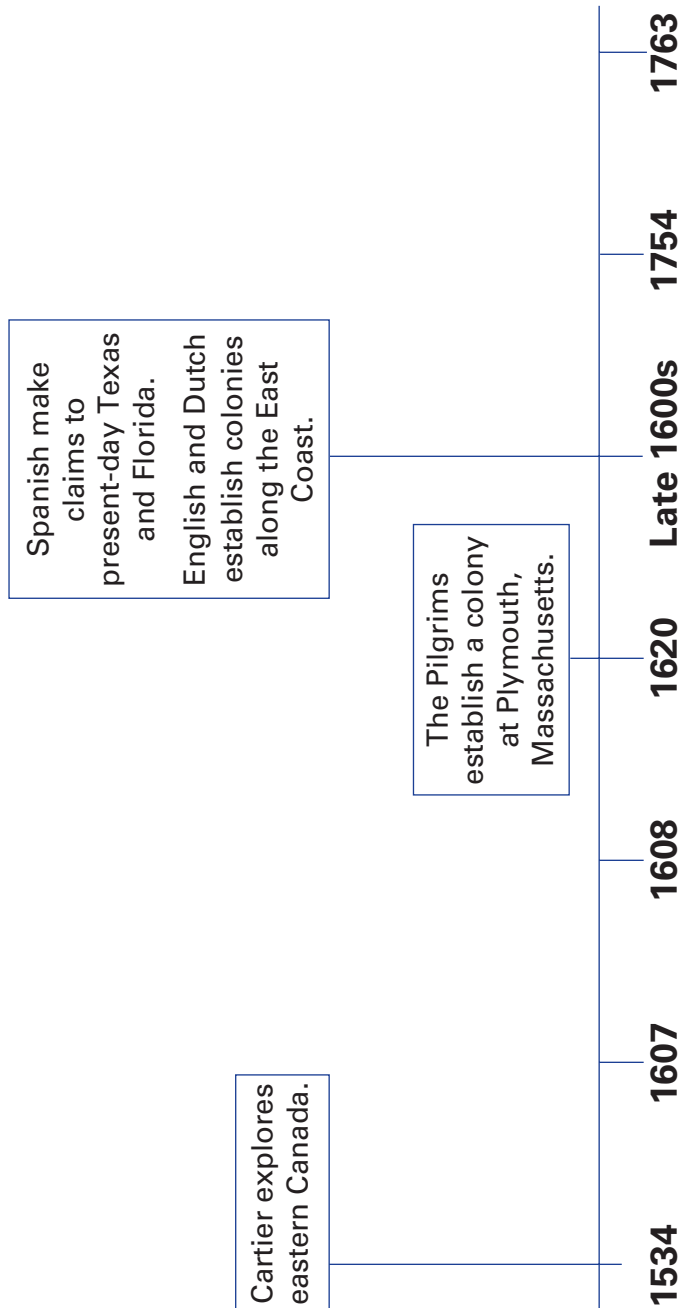 Cartier explores
eastern Canada.
The Pilgrims
establish a colony
at Plymouth,
Massachusetts.
Spanish make
claims to
present-day Texas
and Florida.
English and Dutch
establish colonies
along the East
Coast.
1534
1607
1608
1620
Late 1600s
1754
1763